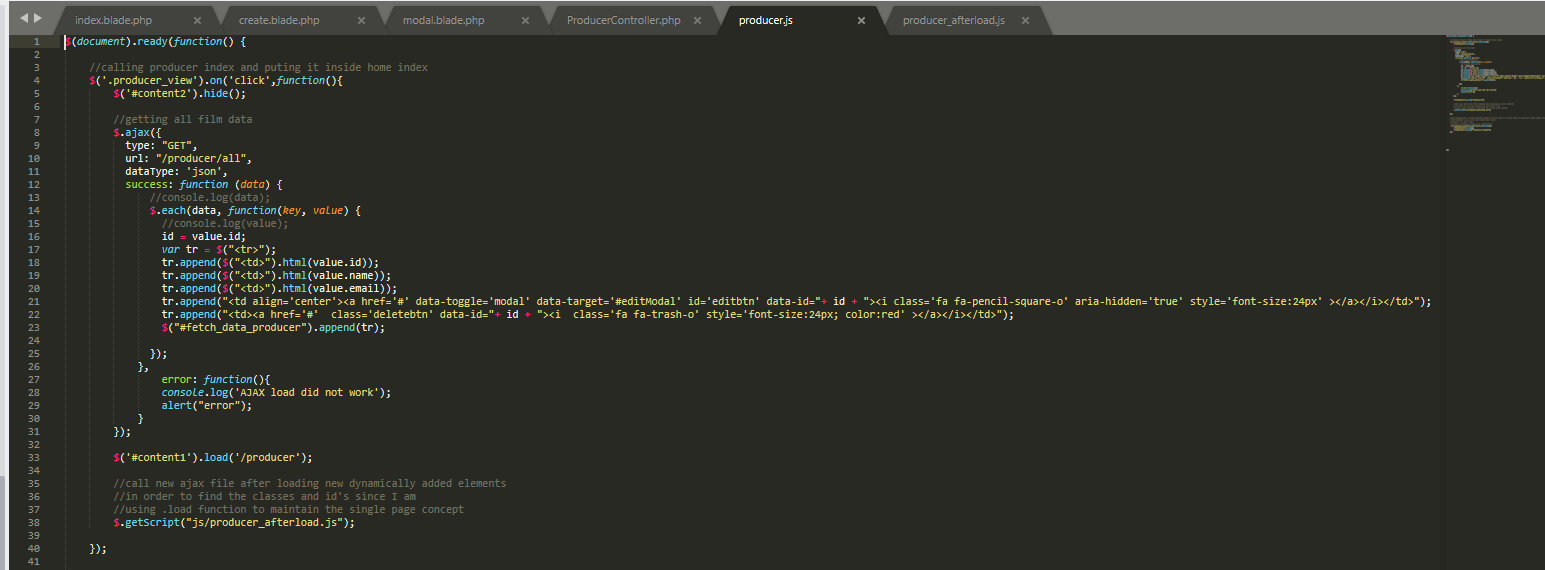 index.blade.php × create.blade.php × modal.blade.php × ProducerController.php × producer.js × producer_afterload.js ×
1 $(document).ready(function() {
2
3 //calling producer index and puting it inside home index
4 $('.producer_view').on('click',function(){
5 $('#content2').hide();
6
7 //getting all film data
8 $.ajax({
9 type: "GET",
10 url: "/producer/all",
11 dataType: 'json',
12 success: function (data) {
13 //console.log(data);
14 $.each(data, function(key, value) {
15 //console.log(value);
16 id = value.id;
17 var tr = $("<tr>");
18 tr.append($("<td>").html(value.id));
19 tr.append($("<td>").html(value.name));
20 tr.append($("<td>").html(value.email));
21 tr.append("<td align='center'><a href='#' data-toggle='modal' data-target='#editModal' id='editbtn' data-id="+ id + "><i class='fa fa-pencil-square-o' aria-hidden='true' style='font-size:24px' ></a></i></td>");
22 tr.append("<td><a href='#'  class='deletebtn' data-id="+ id + "><i  class='fa fa-trash-o' style='font-size:24px; color:red' ></a></i></td>");
23 $("#fetch_data_producer").append(tr);
24
25 });
26 },
27 error: function(){
28 console.log('AJAX load did not work');
29 alert("error");
30 }
31 });
32
33 $('#content1').load('/producer');
34
35 //call new ajax file after loading new dynamically added elements
36 //in order to find the classes and id's since I am
37 //using .load function to maintain the single page concept
38 $.getScript("js/producer_afterload.js");
39
40 });
41